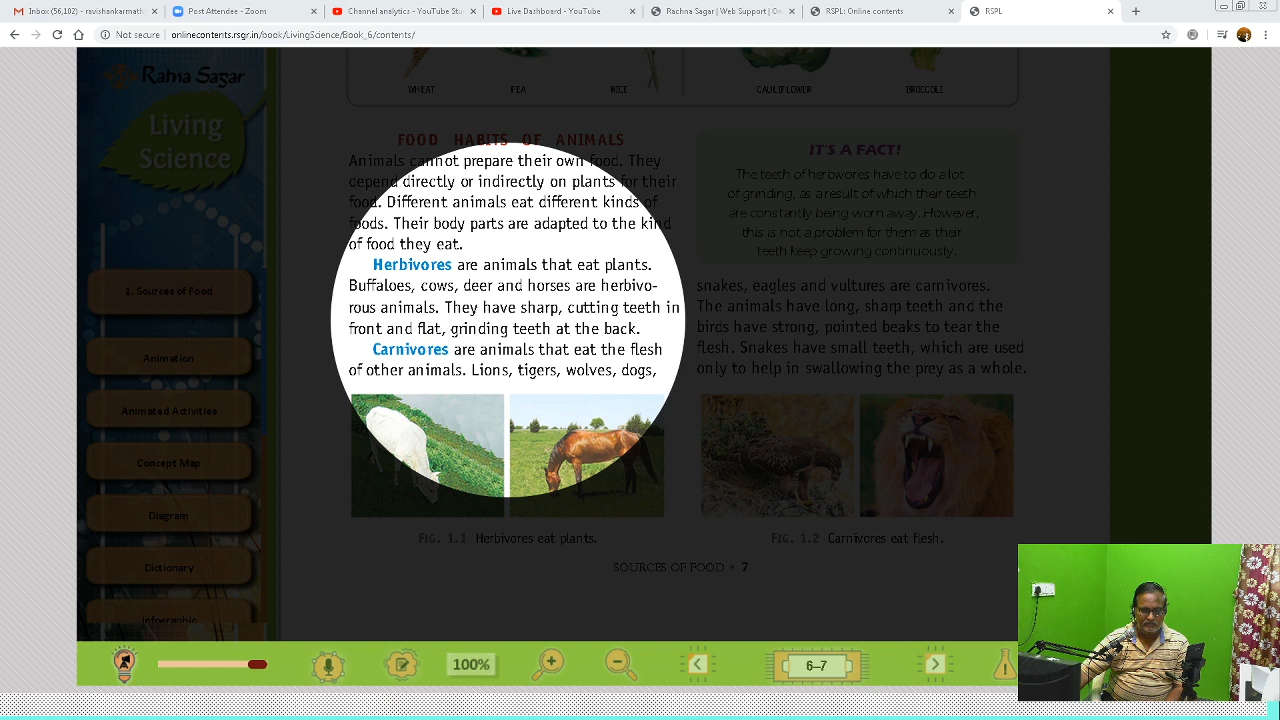 Inbox (56,102) - ravishankarmath
Post Attendee - Zoom
Channel analytics - YouTube Stu
Live Dashboard - YouTube
Rachna Sagar | Web Support | On
RSPL: Online contents
RSPL
Not secure | onlinecontents.rsgr.in/book/LivingScience/Book_6/contents/
Ratna Sagar
Living
Science
1. Sources of Food
Animation
Animated Activities
Concept Map
Diagram
Dictionary
Infographic
WHEAT
PEA
RICE
CAULIFLOWER
BROCCOLI
FOOD HABITS OF ANIMALS
Animals cannot prepare their own food. They
depend directly or indirectly on plants for their
food. Different animals eat different kinds of
foods. Their body parts are adapted to the kind
of food they eat.
Herbivores are animals that eat plants.
Buffaloes, cows, deer and horses are herbivo-
rous animals. They have sharp, cutting teeth in
front and flat, grinding teeth at the back.
Carnivores are animals that eat the flesh
of other animals. Lions, tigers, wolves, dogs,
FIG. 1.1 Herbivores eat plants.
IT'S A FACT!
The teeth of herbivores have to do a lot
of grinding, as a result of which their teeth
are constantly being worn away. However,
this is not a problem for them as their
teeth keep growing continuously.
snakes, eagles and vultures are carnivores.
The animals have long, sharp teeth and the
birds have strong, pointed beaks to tear the
flesh. Snakes have small teeth, which are used
only to help in swallowing the prey as a whole.
FIG. 1.2 Carnivores eat flesh.
SOURCES OF FOOD • 7
100%
6–7